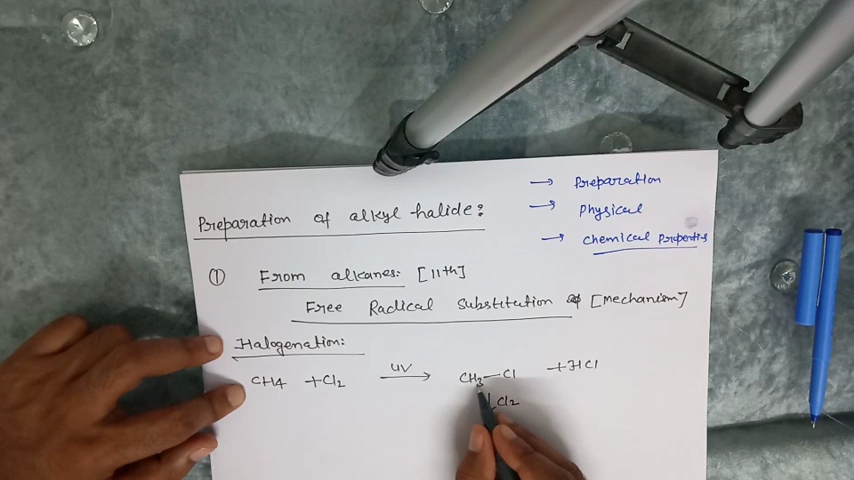 Preparation of alkyl halide:
→ Preparation
→ Physical
→ Chemical Properties
① From alkanes: [11th]
Free Radical Substitution [Mechanism]
Halogenation:
CH4 + Cl2 UV → CH3–Cl + HCl
Cl2